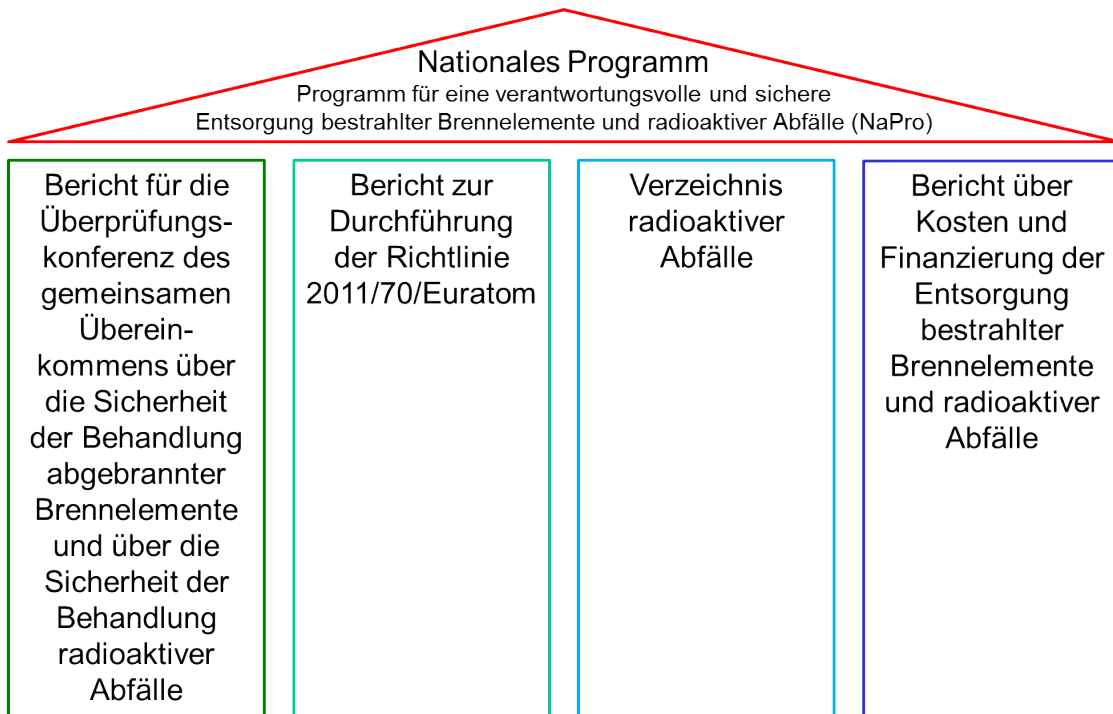 Nationales Programm
Programm für eine verantwortungsvolle und sichere
Entsorgung bestrahlter Brennelemente und radioaktiver Abfälle (NaPro)
Bericht für die
Überprüfungs-
konferenz des
gemeinsamen
Überein-
kommens über
die Sicherheit
der Behandlung
abgebrannter
Brennelemente
und über die
Sicherheit der
Behandlung
radioaktiver
Abfälle
Bericht zur
Durchführung
der Richtlinie
2011/70/Euratom
Verzeichnis
radioaktiver
Abfälle
Bericht über
Kosten und
Finanzierung der
Entsorgung
bestrahlter
Brennelemente
und radioaktiver
Abfälle